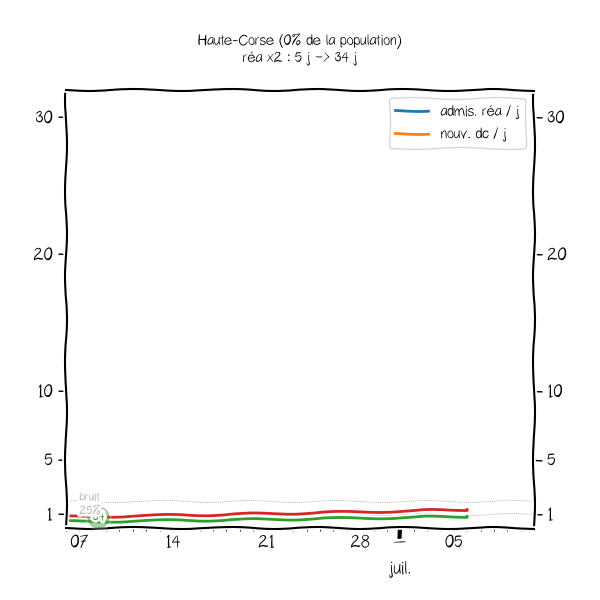 Haute-Corse (0% de la population)
réa x2 : 5 j -> 34 j
admis. réa / j
nouv. dc / j
30
30
20
20
10
10
5
5
bruit
25%
1
1
07
14
21
28
05
juil.